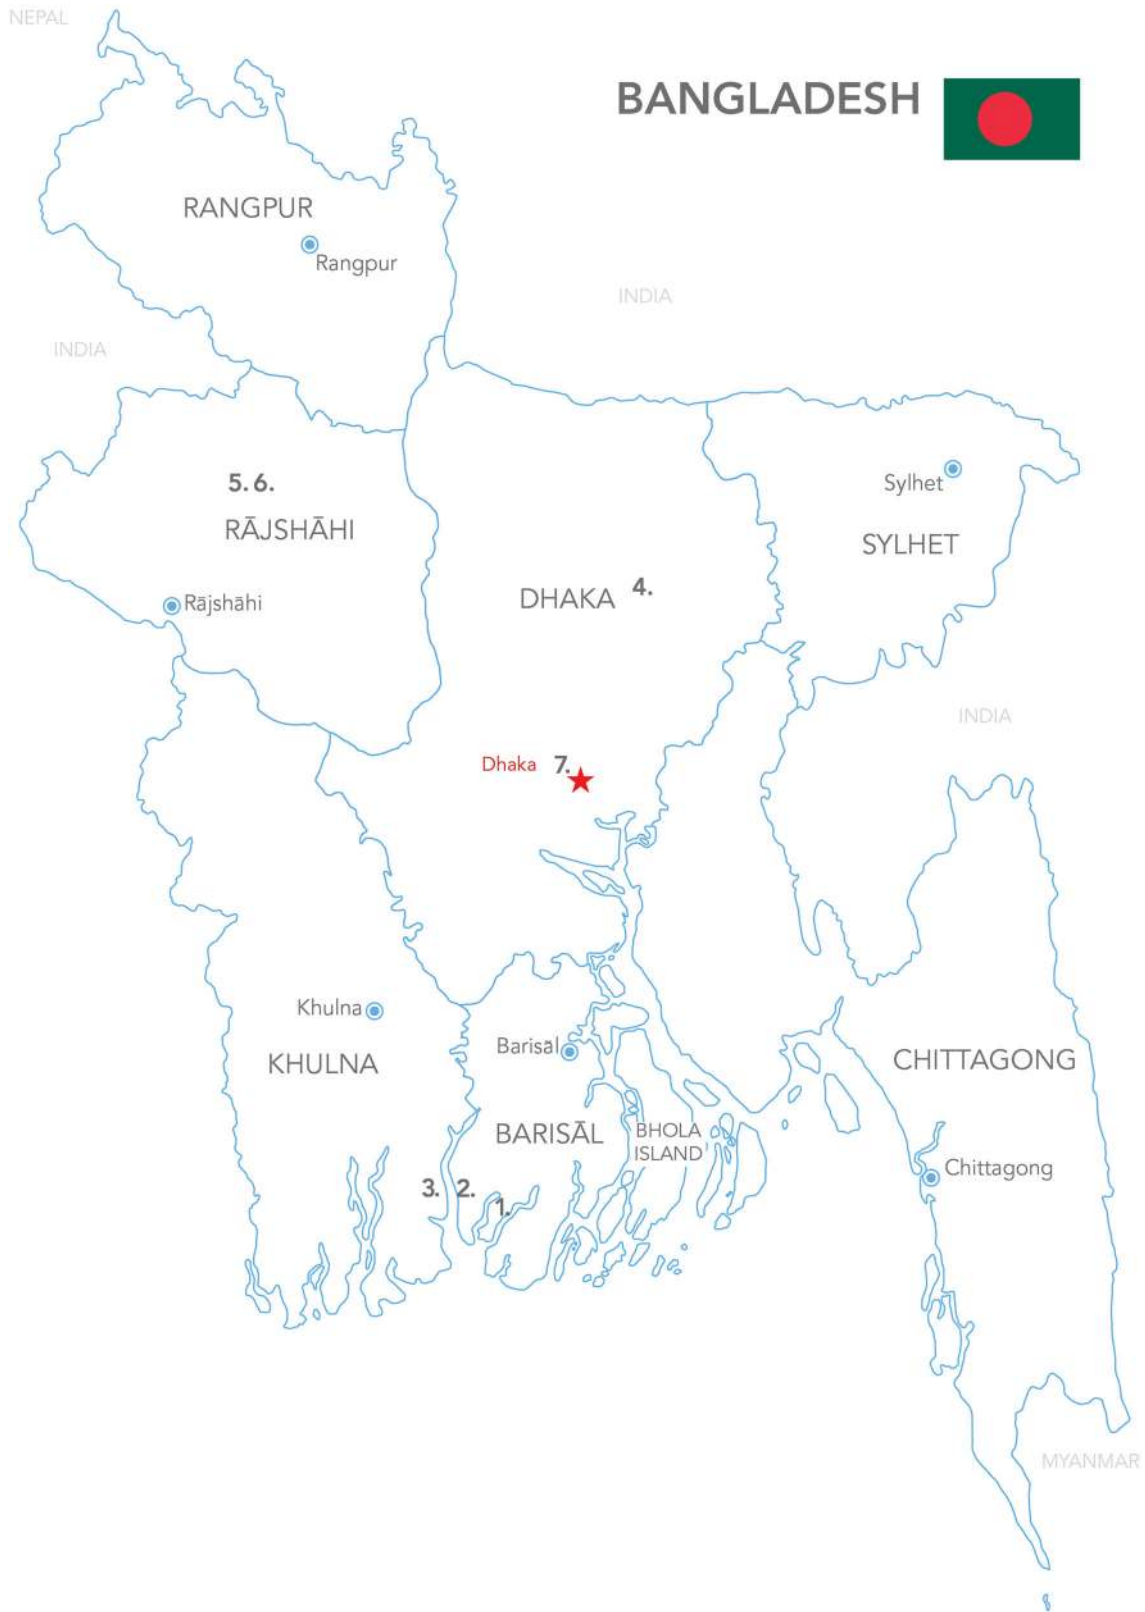 NEPAL
BANGLADESH
RANGPUR
Rangpur
INDIA
INDIA
5. 6.
RĀJSHĀHI
Rājshāhi
Sylhet
SYLHET
DHAKA 4.
INDIA
Dhaka 7.
Khulna
KHULNA
Barisāl
BARISĀL
BHOLA
ISLAND
CHITTAGONG
Chittagong
3. 2.
1.
MYANMAR